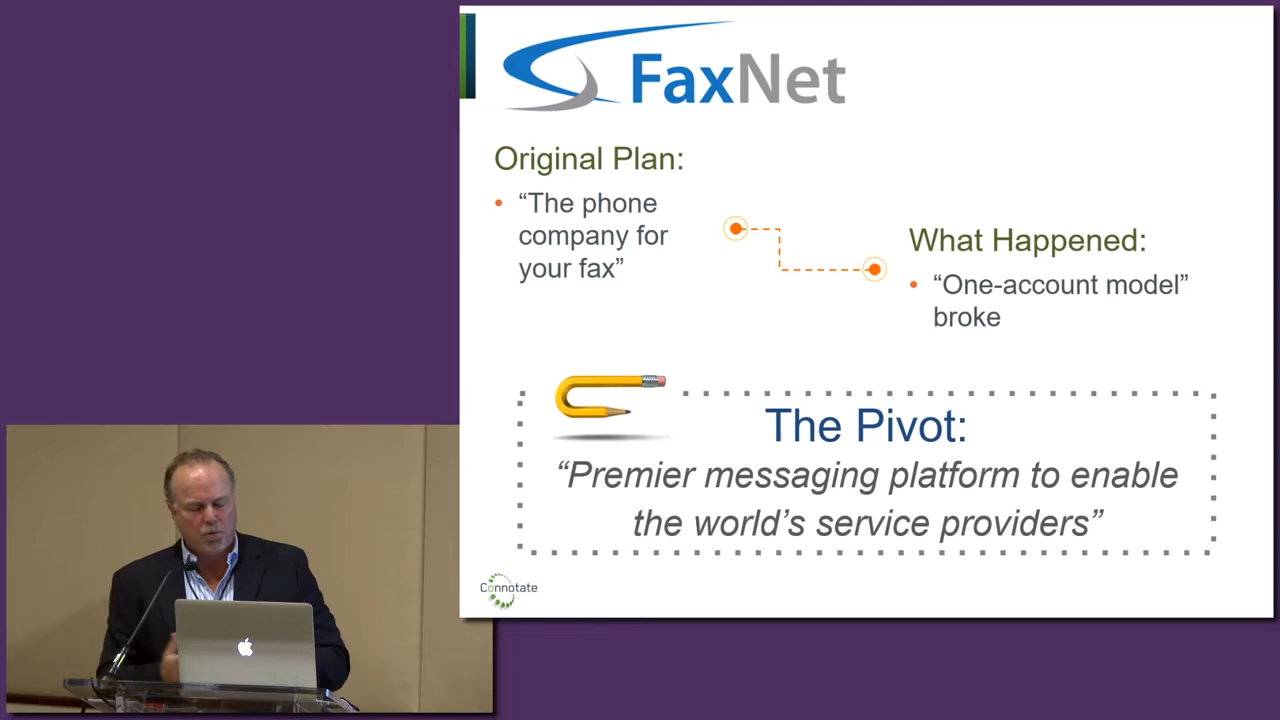 FaxNet
Original Plan:
• “The phone
company for
your fax”
What Happened:
• “One-account model”
broke
The Pivot:
“Premier messaging platform to enable
the world’s service providers”
Connotate